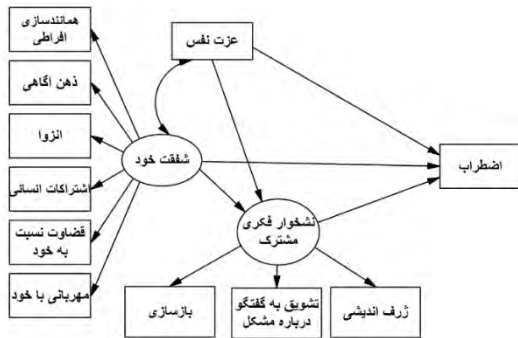 همانندسازی
افراطی
ذهن آگاهی
انزوا
اشتراکات انسانی
قضاوت نسبت
به خود
مهربانی با خود
عزت نفس
شفقت خود
نشخوار فکری
مشترک
اضطراب
بازسازی
تشویق به گفتگو
درباره مشکل
ژرف اندیشی